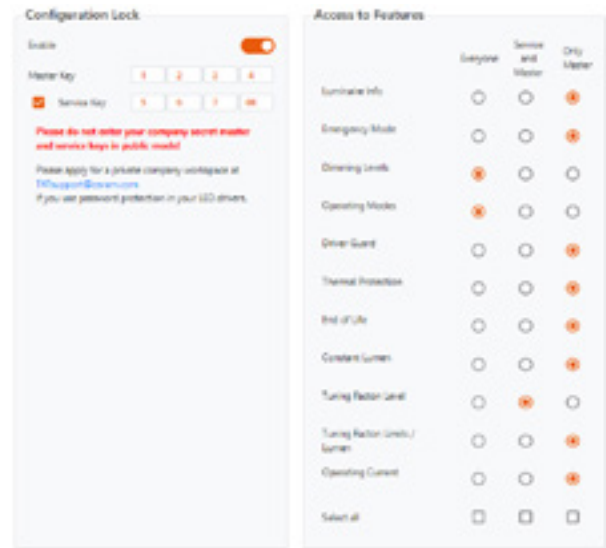 Configuration Lock
Enable
Master Key 1 2 3 4
Service Key 5 6 7
Please do not enter your company secret master
and service keys in public mode!
Please apply for a private company workspace at
if you use password protection in your LED drivers.
Access to Features
Everyone
Service
and
Master
Only
Master
Luminaire Info
Emergency Mode
Dimming Levels
Operating Modes
Driver Guard
Thermal Protection
End of Life
Constant Lumen
Tuning Factor Level
Tuning Factor Limits /
Lumen
Operating Current
Select all